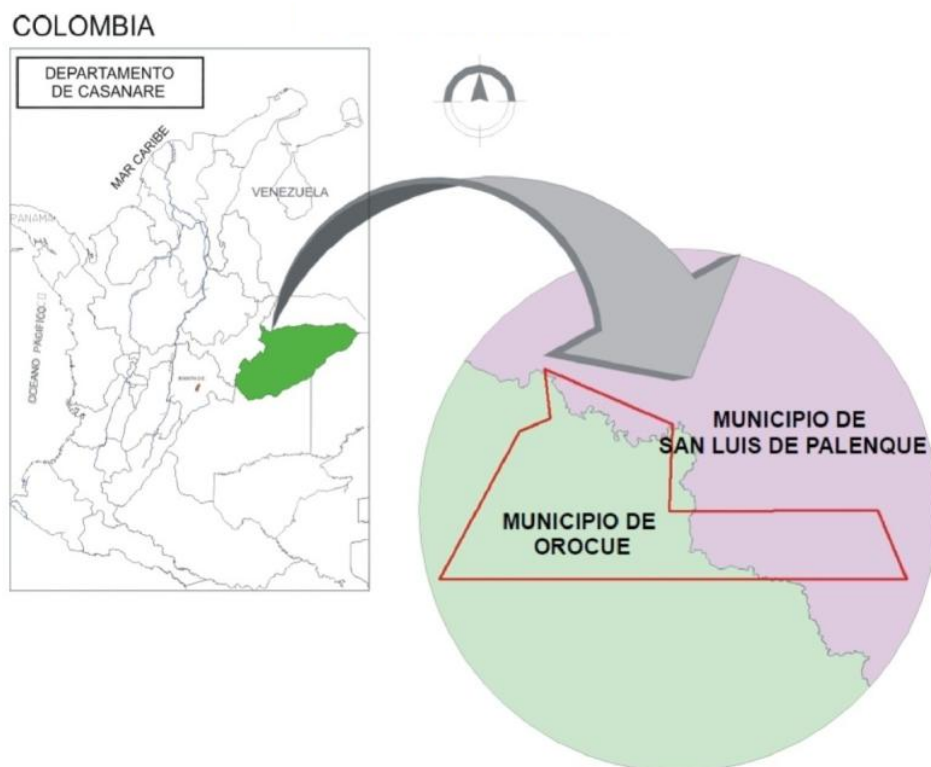 COLOMBIA
DEPARTAMENTO
DE CASANARE
MAR CARIBE
VENEZUELA
PANAMA
OCEANO PACIFICO
MUNICIPIO DE
SAN LUIS DE PALENQUE
MUNICIPIO DE
OROCUE